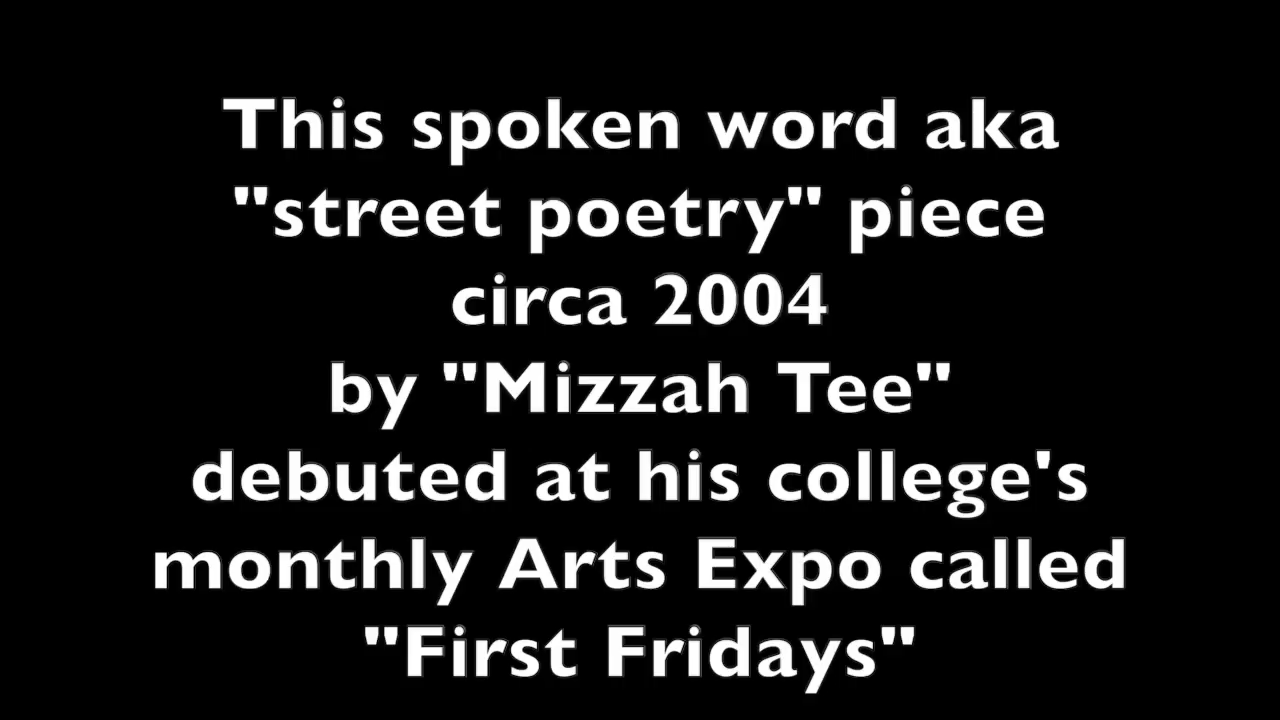 This spoken word aka
"street poetry" piece
circa 2004
by "Mizzah Tee"
debuted at his college's
monthly Arts Expo called
"First Fridays"